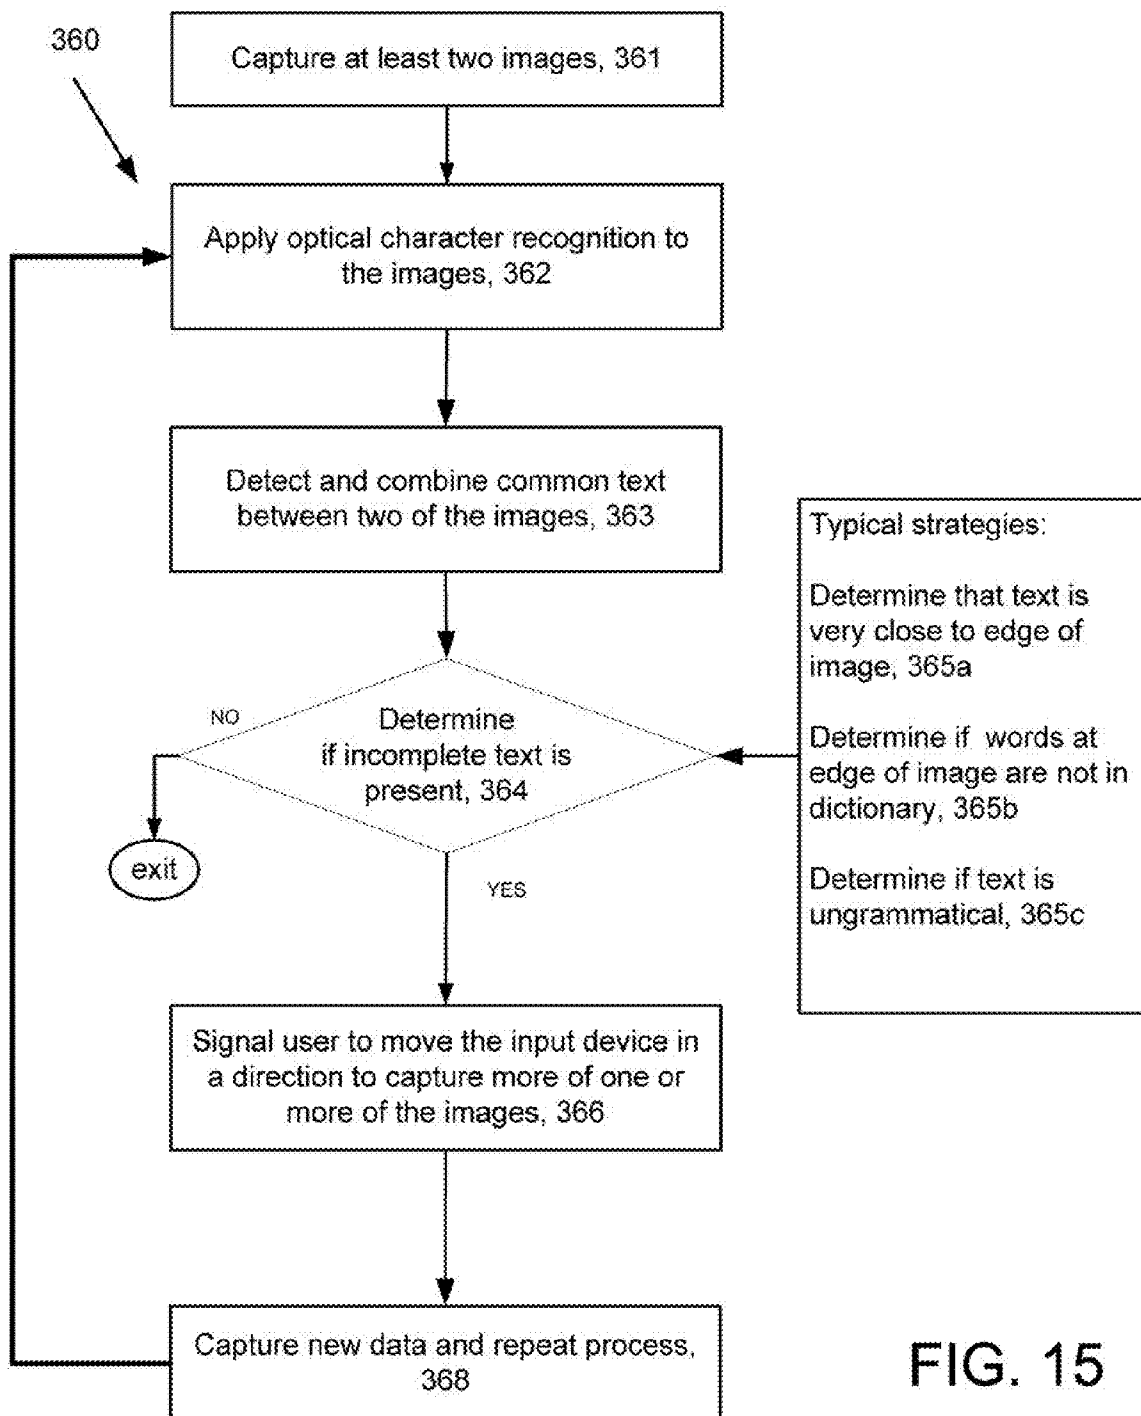 360
Capture at least two images, 361
Apply optical character recognition to
the images, 362
Detect and combine common text
between two of the images, 363
Typical strategies:
Determine that text is
very close to edge of
image, 365a
Determine if words at
edge of image are not in
dictionary, 365b
Determine if text is
ungrammatical, 365c
NO
Determine
if incomplete text is
present, 364
exit
YES
Signal user to move the input device in
a direction to capture more of one or
more of the images, 366
Capture new data and repeat process,
368
FIG. 15